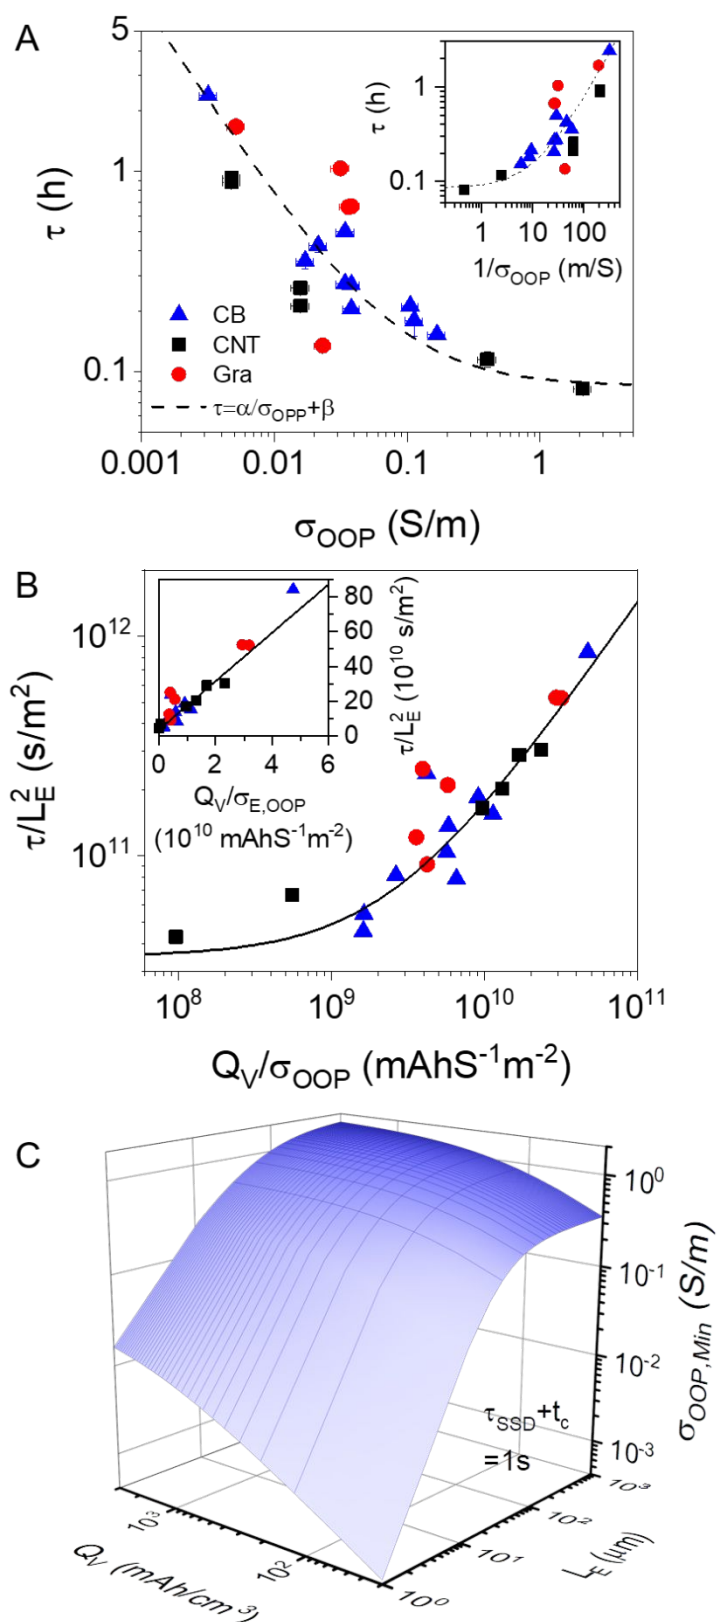 A
5
1
0.1
τ (h)
0.001
0.01
0.1
1
σOOP (S/m)
CB
CNT
Gra
τ=α/σOPP+β
τ (h)
1
0.1
1
10
100
1/σOOP (m/S)
B
10¹²
10¹¹
τ/L²E (s/m²)
10⁸
10⁹
10¹⁰
10¹¹
QV/σOOP (mAhS⁻¹m⁻²)
80
60
40
20
0
τ/L²E (10¹⁰ s/m²)
0
2
4
6
QV/σE,OOP
(10¹⁰ mAhS⁻¹m⁻²)
C
10⁰
10⁻¹
10⁻²
10⁻³
σOOP,Min (S/m)
τSSD+tc
=1s
10³
10²
10¹
10⁰
LE (μm)
10³
10²
QV (mAh/cm³)